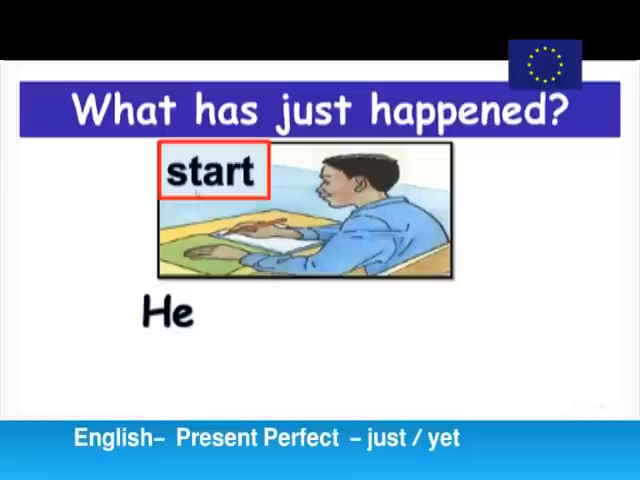 What has just happened?
start
He
English– Present Perfect – just / yet